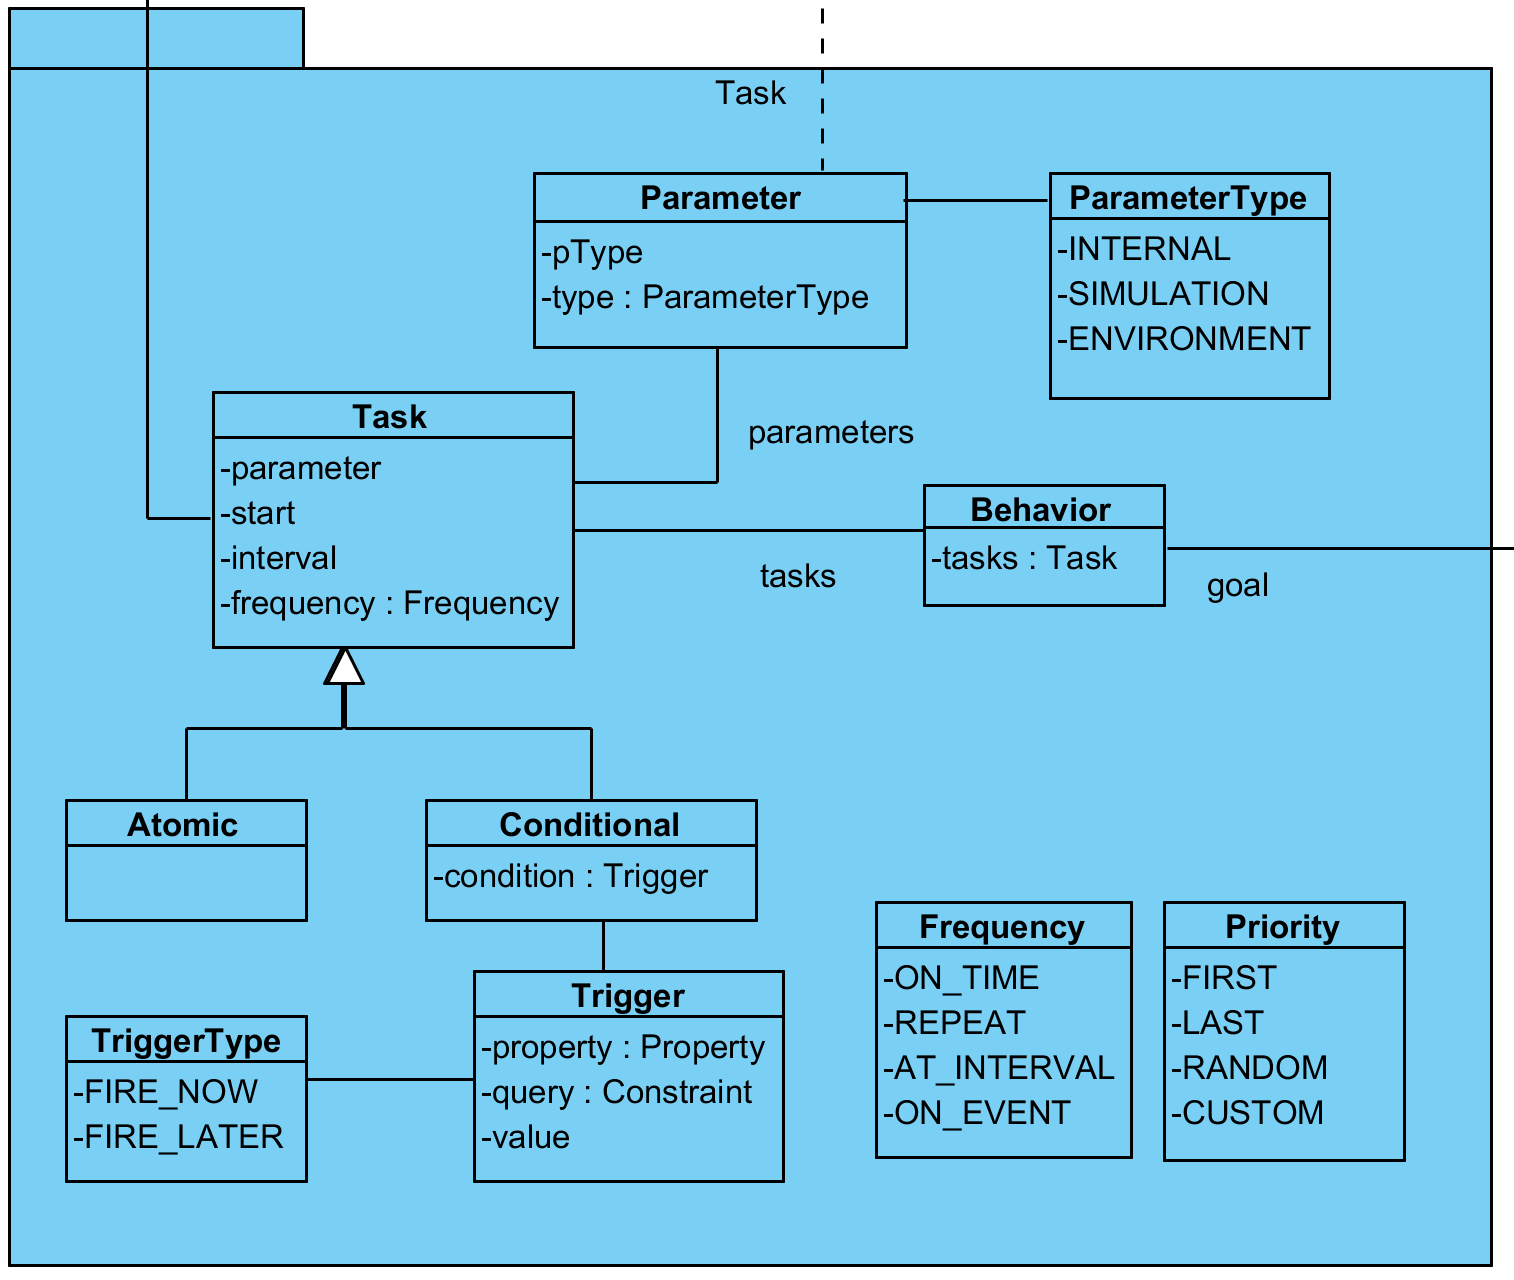 Task
Parameter
-pType
-type : ParameterType
ParameterType
-INTERNAL
-SIMULATION
-ENVIRONMENT
parameters
Task
-parameter
-start
-interval
-frequency : Frequency
Behavior
-tasks : Task
tasks
goal
Atomic
Conditional
-condition : Trigger
TriggerType
-FIRE_NOW
-FIRE_LATER
Trigger
-property : Property
-query : Constraint
-value
Frequency
-ON_TIME
-REPEAT
-AT_INTERVAL
-ON_EVENT
Priority
-FIRST
-LAST
-RANDOM
-CUSTOM